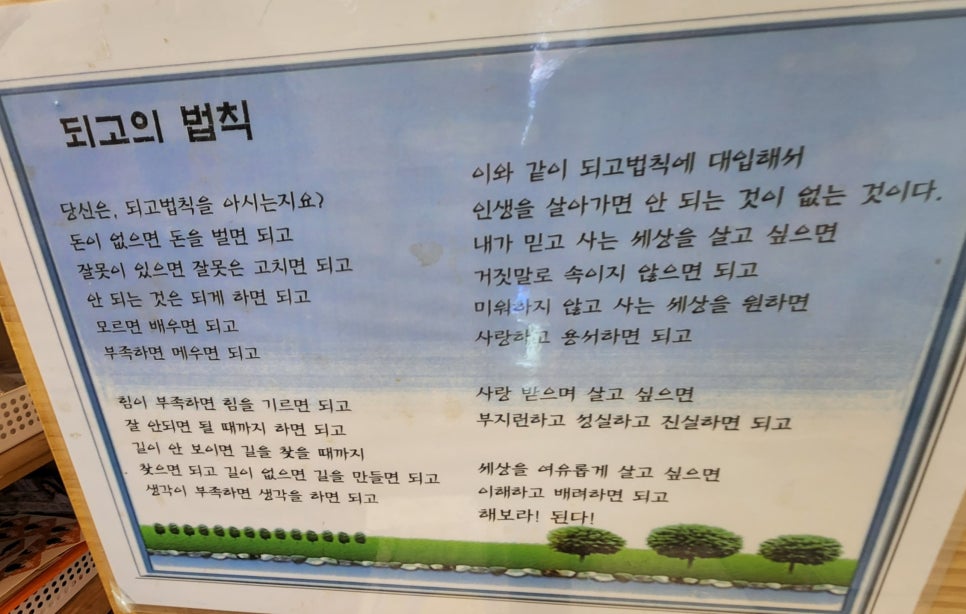 되고의 법칙
당신은, 되고법칙을 아시는지요?
돈이 없으면 돈을 벌면 되고
잘못이 있으면 잘못은 고치면 되고
안 되는 것은 되게 하면 되고
모르면 배우면 되고
부족하면 메우면 되고
힘이 부족하면 힘을 기르면 되고
잘 안되면 될 때까지 하면 되고
길이 안 보이면 길을 찾을 때까지
찾으면 되고 길이 없으면 길을 만들면 되고
생각이 부족하면 생각을 하면 되고
이와 같이 되고법칙에 대입해서
인생을 살아가면 안 되는 것이 없는 것이다.
내가 믿고 사는 세상을 살고 싶으면
거짓말로 속이지 않으면 되고
미워하지 않고 사는 세상을 원하면
사랑하고 용서하면 되고
사랑 받으며 살고 싶으면
부지런하고 성실하고 진실하면 되고
세상을 여유롭게 살고 싶으면
이해하고 배려하면 되고
해보라! 된다!